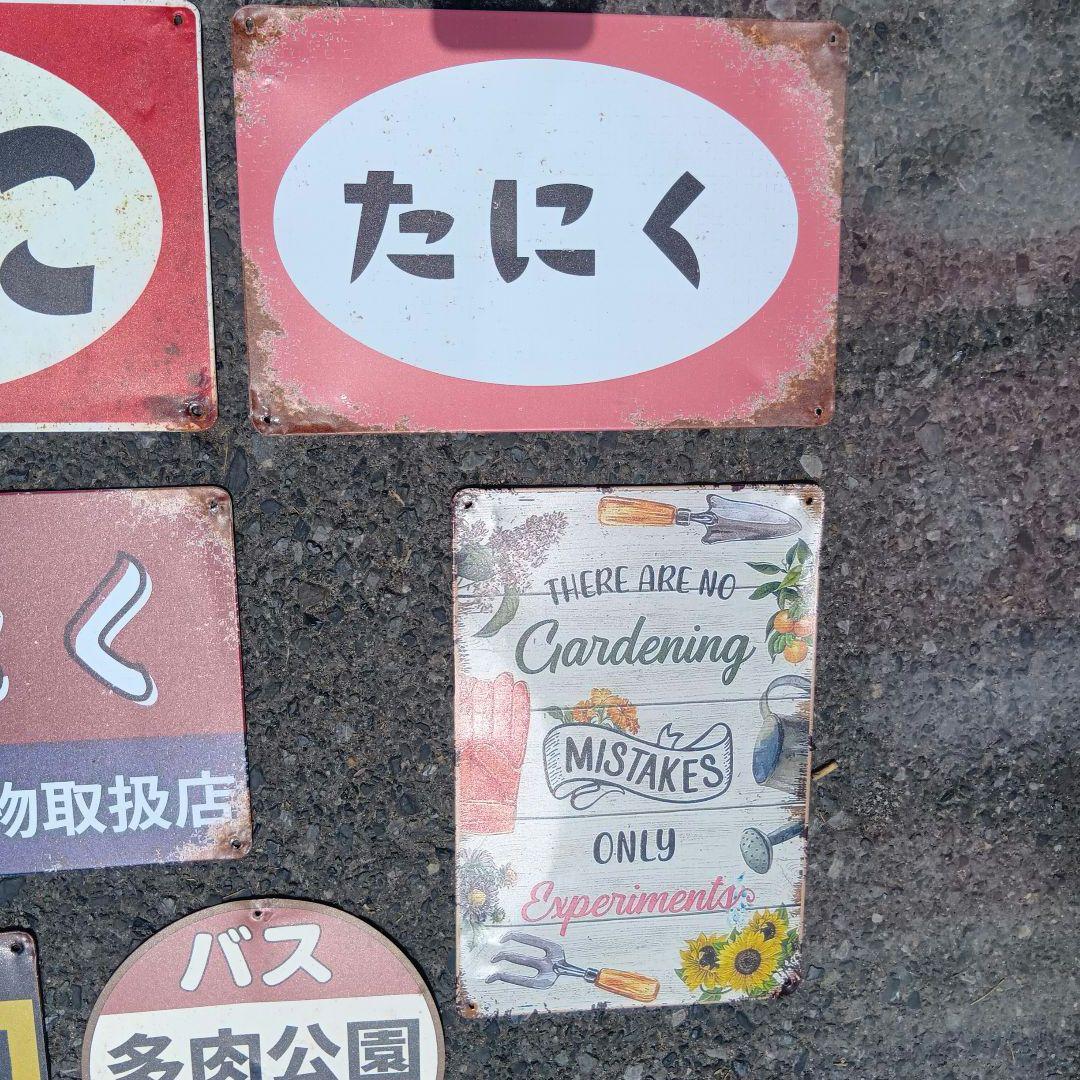 に
たにく
く
物取扱店
THERE ARE NO
Gardening
MISTAKES
ONLY
Experiments
バス
多肉公園